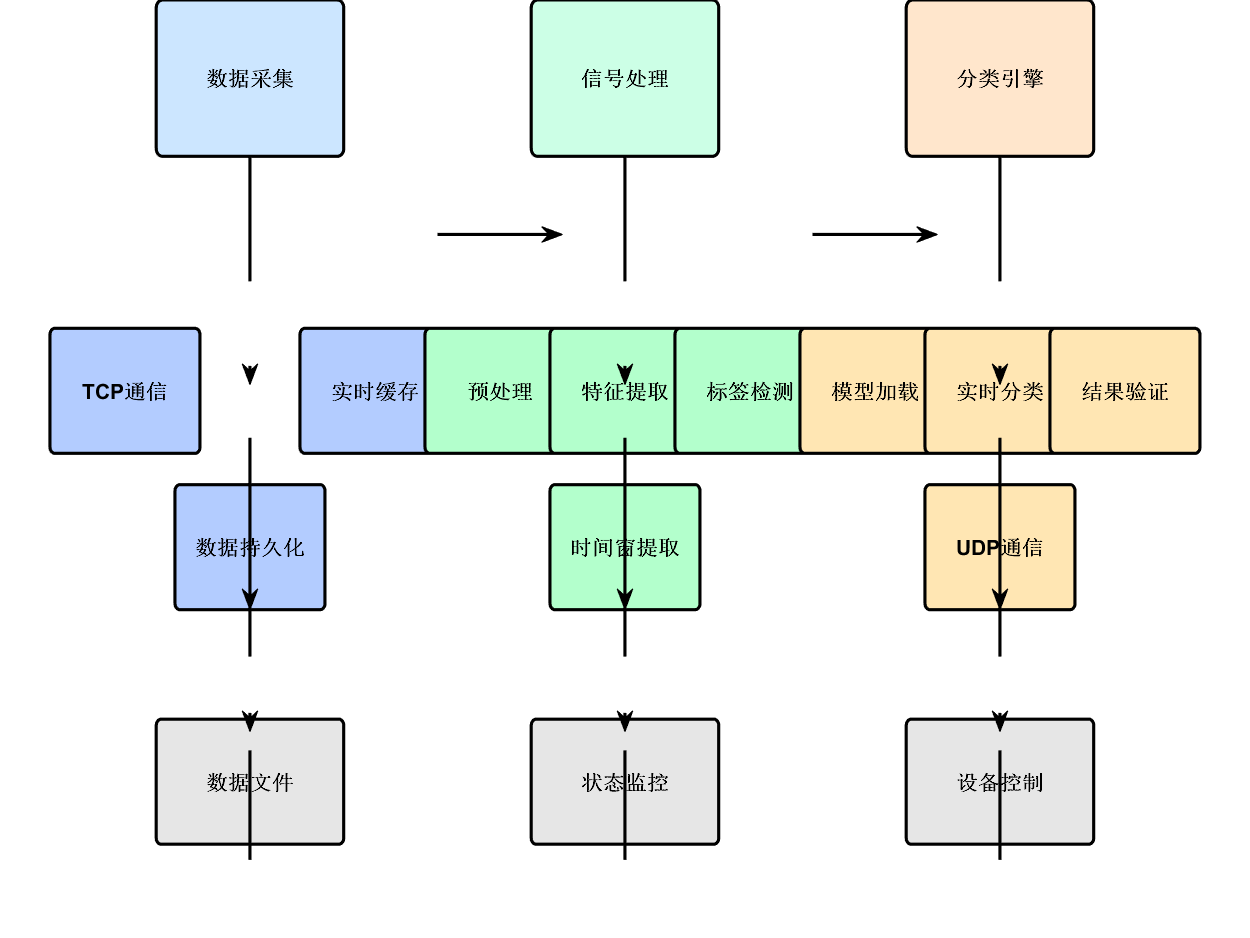 数据采集
信号处理
分类引擎
TCP通信
实时缓存
预处理
特征提取
标签检测
模型加载
实时分类
结果验证
数据持久化
时间窗提取
UDP通信
数据文件
状态监控
设备控制